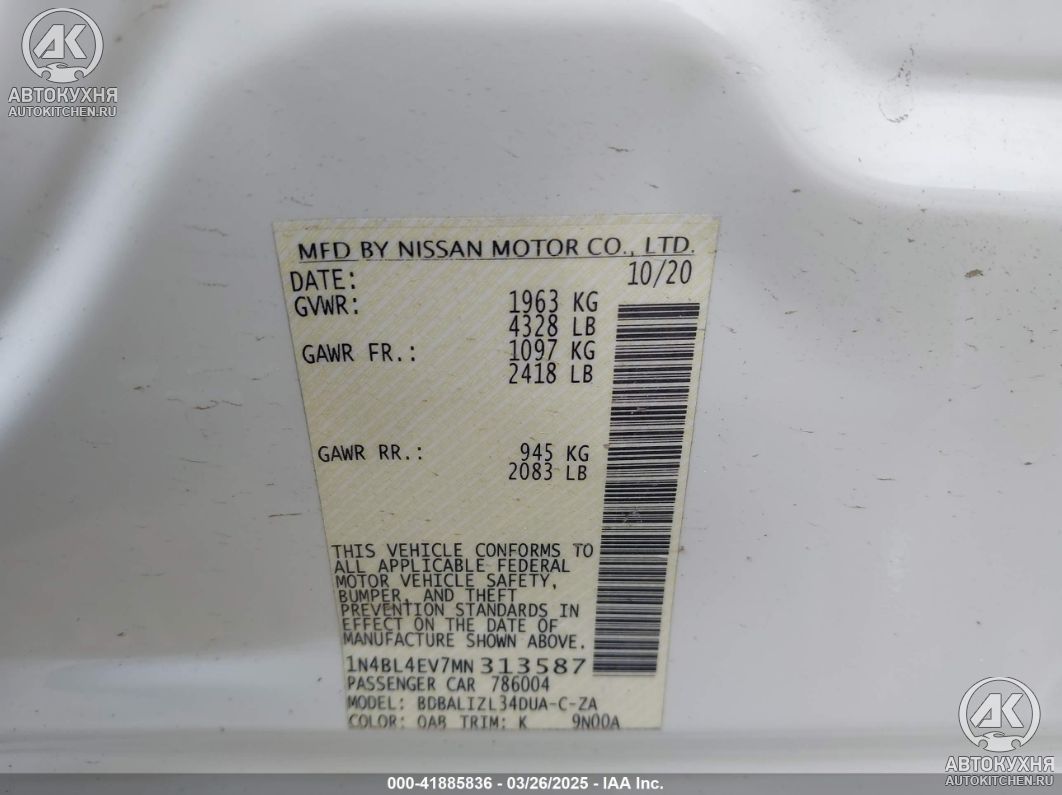 AK
АВТОКУХНЯ
AUTOKITCHEN.RU
MFD BY NISSAN MOTOR CO., LTD.
DATE: 10/20
GVWR: 1963 KG
4328 LB
GAWR FR.: 1097 KG
2418 LB
GAWR RR.: 945 KG
2083 LB
THIS VEHICLE CONFORMS TO
ALL APPLICABLE FEDERAL
MOTOR VEHICLE SAFETY,
BUMPER, AND THEFT
PREVENTION STANDARDS IN
EFFECT ON THE DATE OF
MANUFACTURE SHOWN ABOVE.
1N4BL4EV7MN313587
PASSENGER CAR 786004
MODEL: BDBALIZL34DUA-C-ZA
COLOR: QAB TRIM: K 9N00A
AK
АВТОКУХНЯ
AUTOKITCHEN.RU
000-41885836 - 03/26/2025 - IAA Inc.